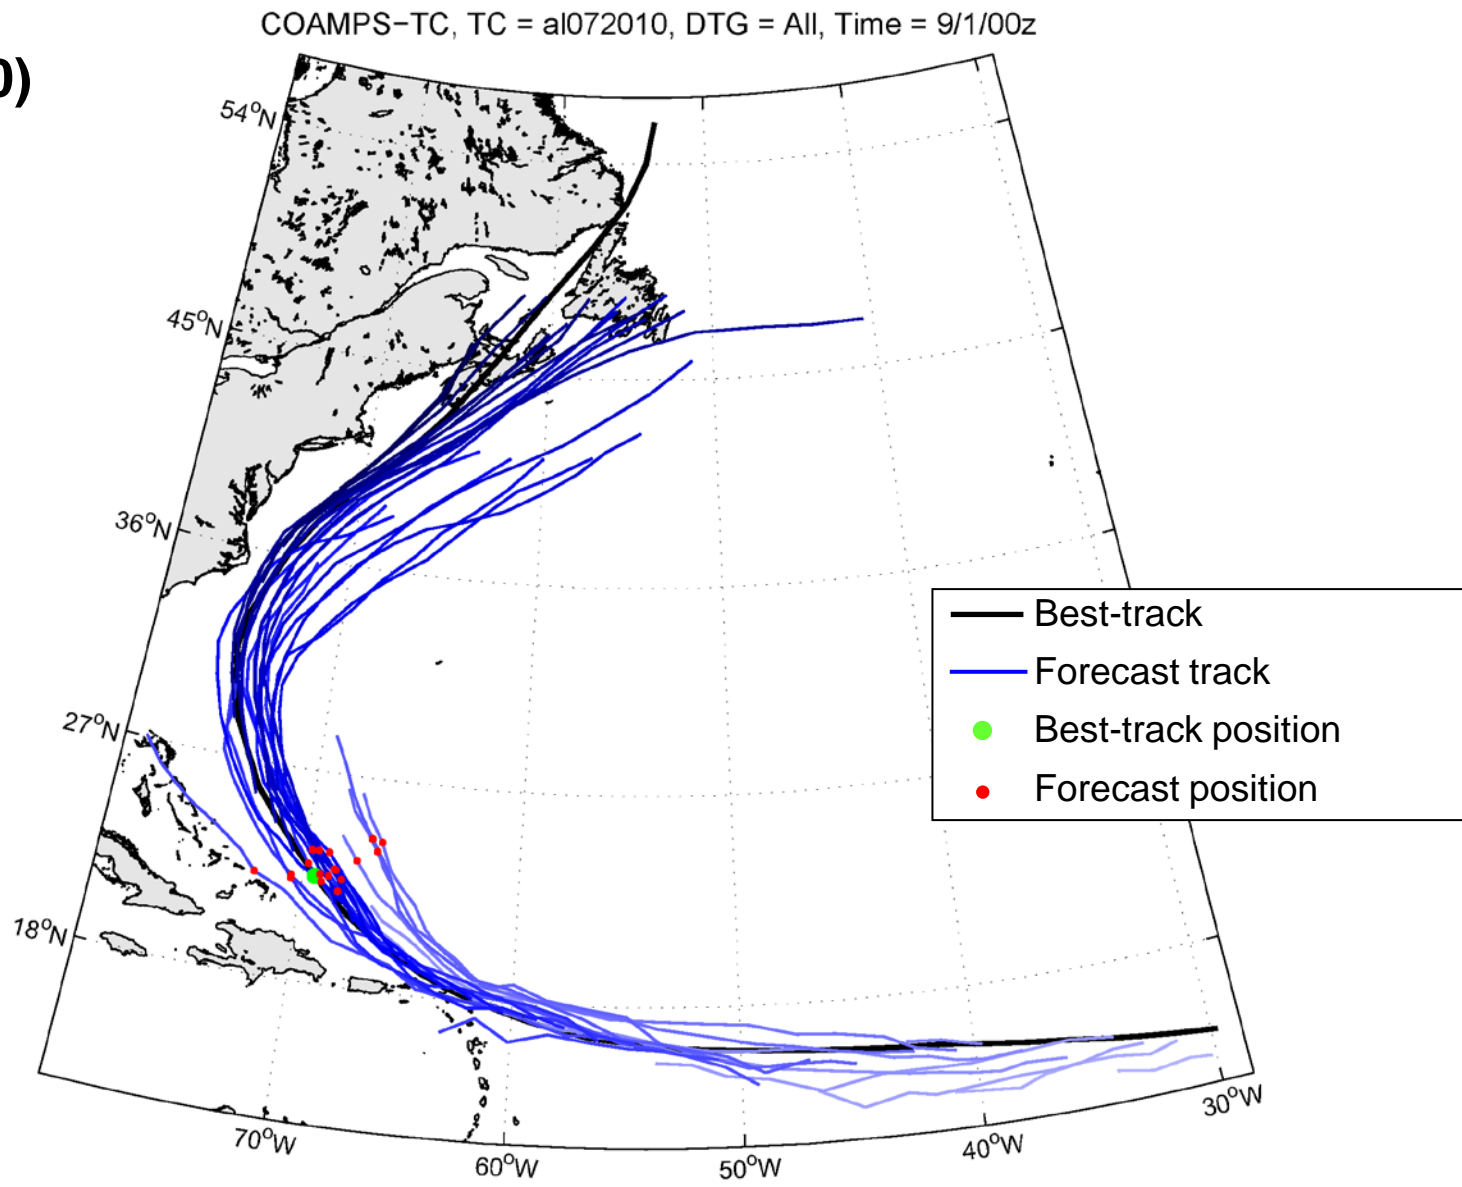 COAMPS−TC, TC = al072010, DTG = All, Time = 9/1/00z
0)
54°N
45°N
36°N
27°N
18°N
70°W
60°W
50°W
40°W
30°W
Best-track
Forecast track
Best-track position
Forecast position